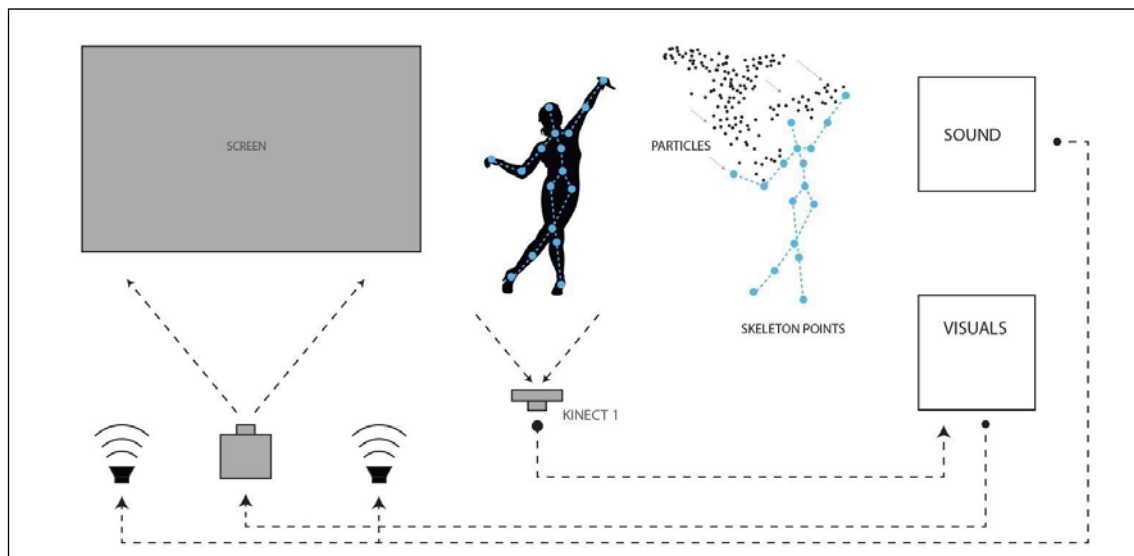 SCREEN
PARTICLES
SOUND
SKELETON POINTS
VISUALS
KINECT 1